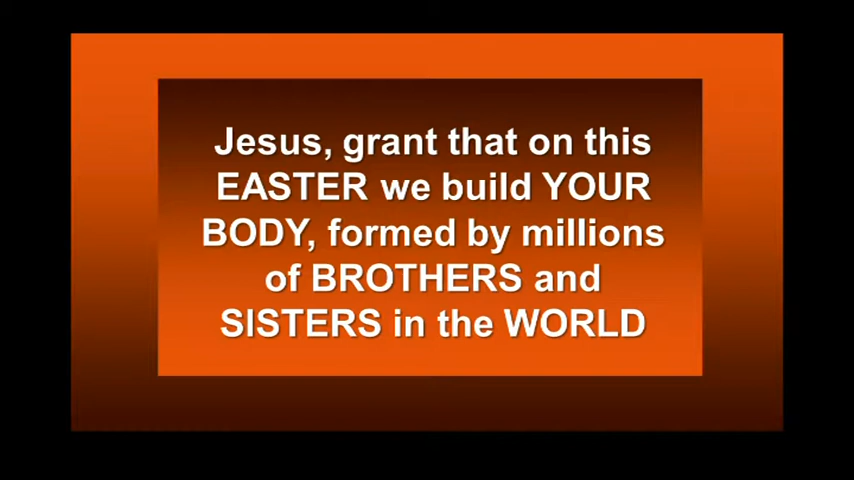 Jesus, grant that on this
EASTER we build YOUR
BODY, formed by millions
of BROTHERS and
SISTERS in the WORLD